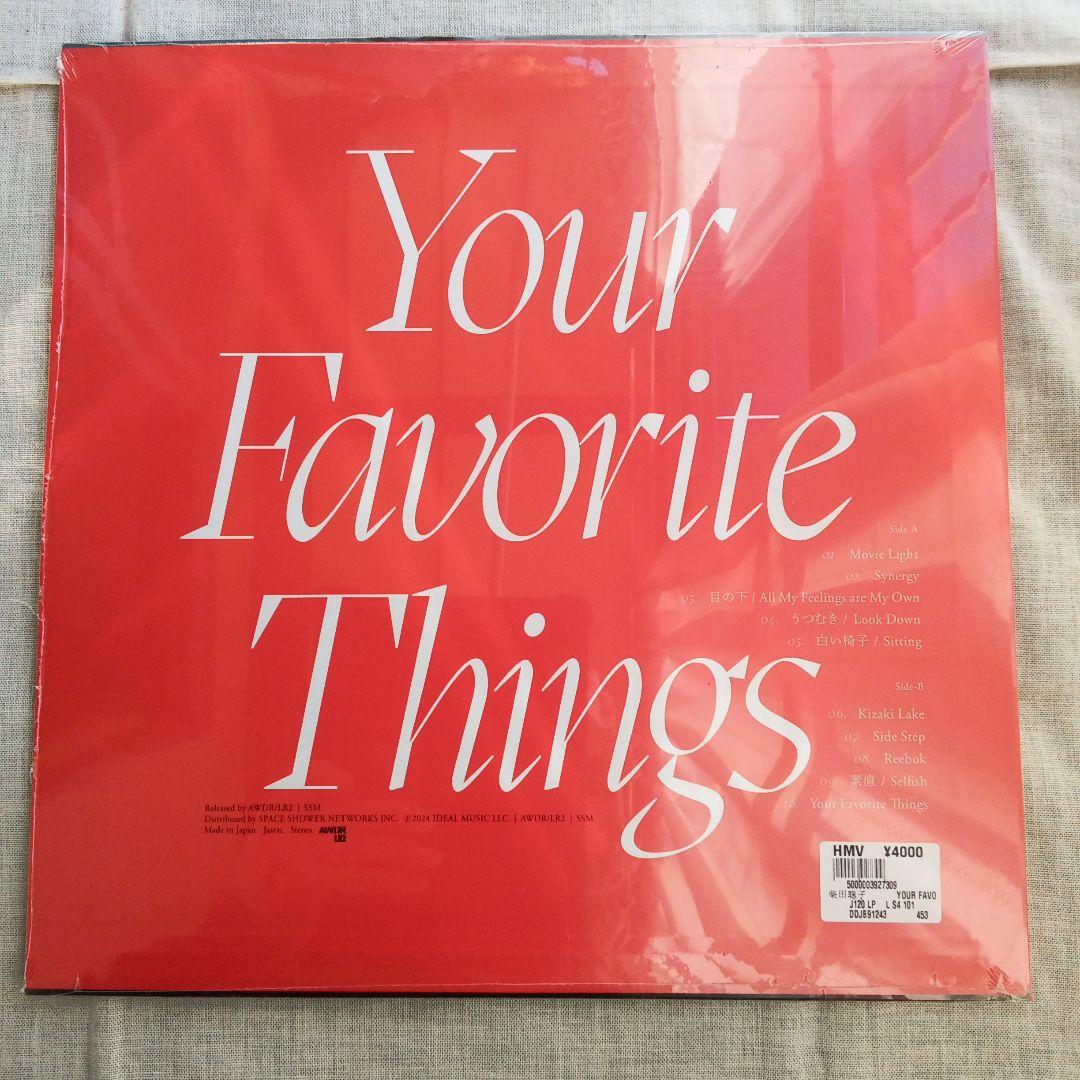 Your
Favorite
Things
Side-A
01. Movie Light
02. Synergy
03. 目の下 / All My Feelings are My Own
04. うつむき / Look Down
05. 白い椅子 / Sitting
Side-B
06. Kizaki Lake
07. Side Step
08. Reebok
09. 素直 / Selfish
10. Your Favorite Things
Released by AWDR/LR2 | SSM.
Distributed by SPACE SHOWER NETWORKS INC. ℗2024 IDEAL MUSIC LLC. | AWDR/LR2 | SSM
Made in Japan Jasrac Stereo AWDR LR2
HMV ¥4000
5000003927309
柴田聡子 YOUR FAVO
J120 LP L S4 101
DDJB91243 453